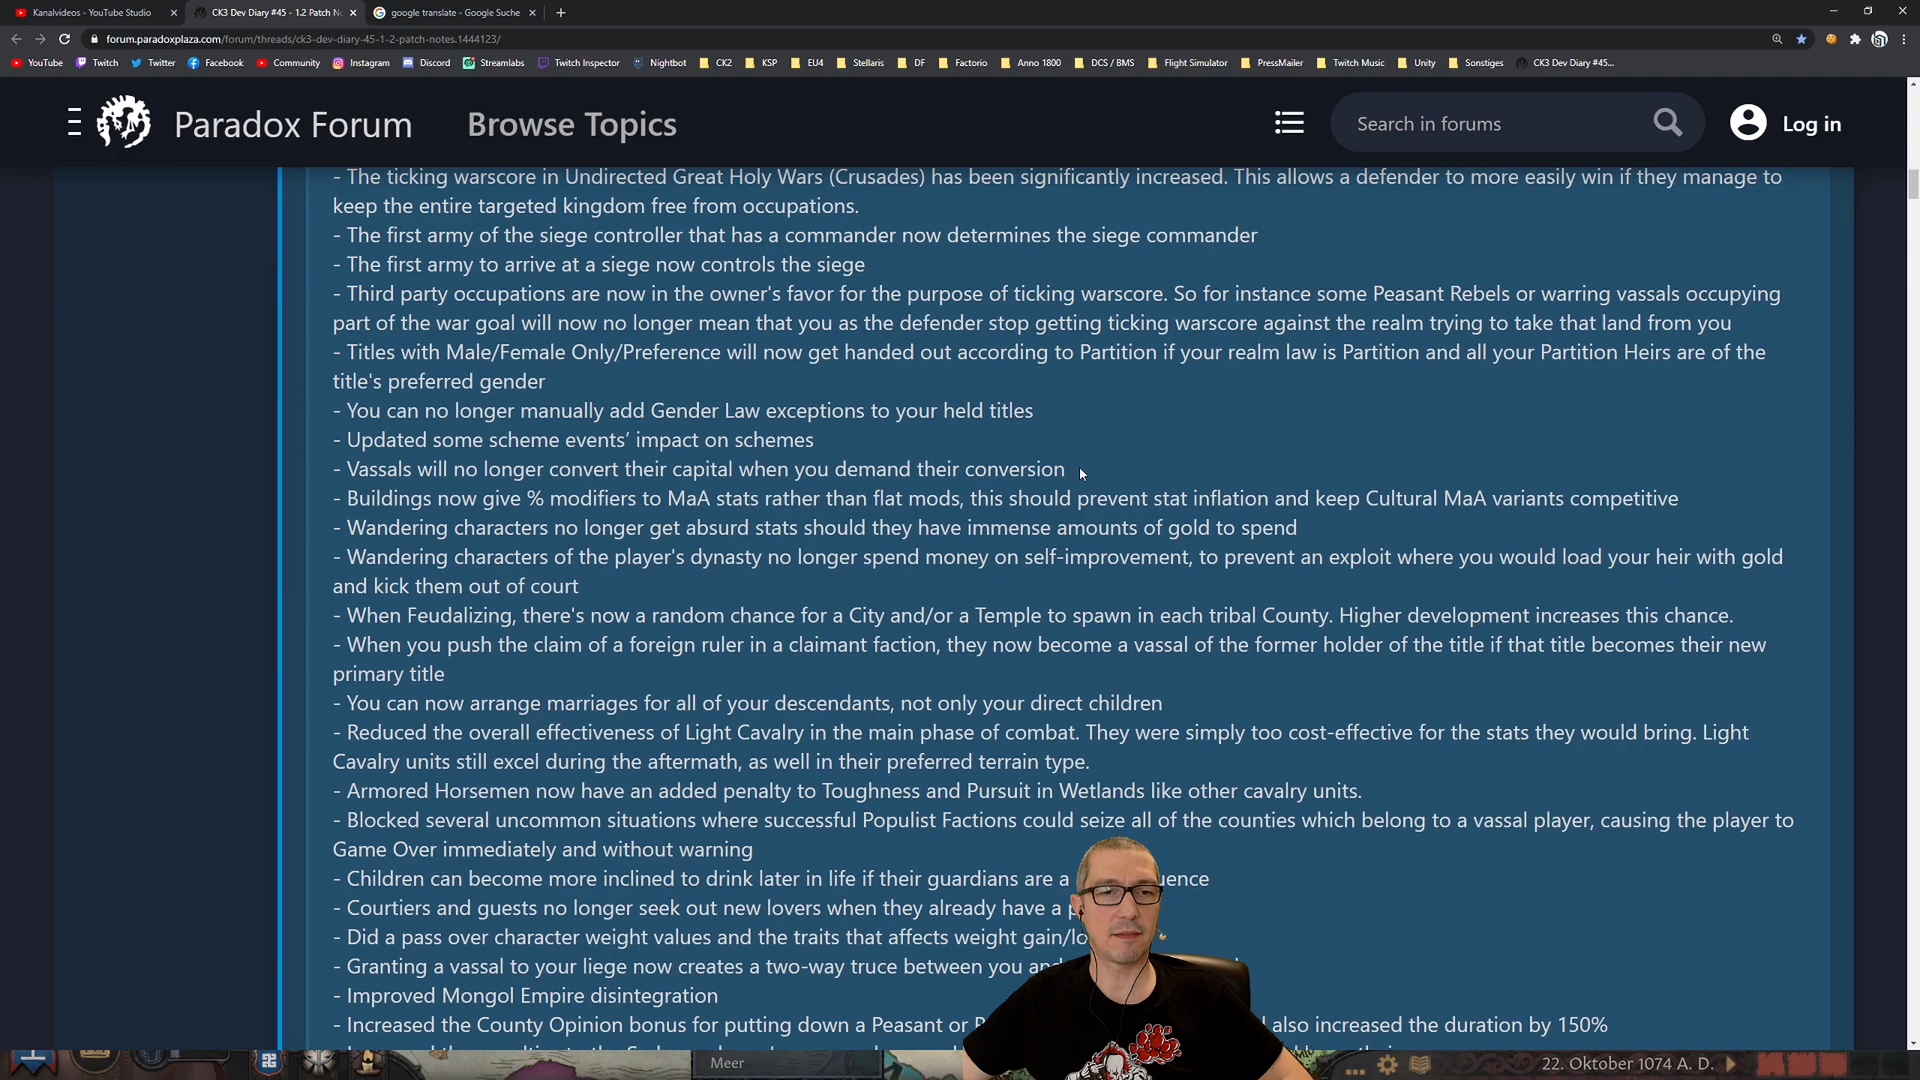 Kanalvideos - YouTube Studio
CK3 Dev Diary #45 - 1.2 Patch N
google translate - Google Suche
forum.paradoxplaza.com/forum/threads/ck3-dev-diary-45-1-2-patch-notes.1444123/
YouTube Twitch Twitter Facebook Community Instagram Discord Streamlabs Twitch Inspector Nightbot CK2 KSP EU4 Stellaris DF Factorio Anno 1800 DCS / BMS Flight Simulator PressMailer Twitch Music Unity Sonstiges CK3 Dev Diary #45...
Paradox Forum Browse Topics Search in forums Log in
- The ticking warscore in Undirected Great Holy Wars (Crusades) has been significantly increased. This allows a defender to more easily win if they manage to
keep the entire targeted kingdom free from occupations.
- The first army of the siege controller that has a commander now determines the siege commander
- The first army to arrive at a siege now controls the siege
- Third party occupations are now in the owner's favor for the purpose of ticking warscore. So for instance some Peasant Rebels or warring vassals occupying
part of the war goal will now no longer mean that you as the defender stop getting ticking warscore against the realm trying to take that land from you
- Titles with Male/Female Only/Preference will now get handed out according to Partition if your realm law is Partition and all your Partition Heirs are of the
title's preferred gender
- You can no longer manually add Gender Law exceptions to your held titles
- Updated some scheme events’ impact on schemes
- Vassals will no longer convert their capital when you demand their conversion
- Buildings now give % modifiers to MaA stats rather than flat mods, this should prevent stat inflation and keep Cultural MaA variants competitive
- Wandering characters no longer get absurd stats should they have immense amounts of gold to spend
- Wandering characters of the player's dynasty no longer spend money on self-improvement, to prevent an exploit where you would load your heir with gold
and kick them out of court
- When Feudalizing, there's now a random chance for a City and/or a Temple to spawn in each tribal County. Higher development increases this chance.
- When you push the claim of a foreign ruler in a claimant faction, they now become a vassal of the former holder of the title if that title becomes their new
primary title
- You can now arrange marriages for all of your descendants, not only your direct children
- Reduced the overall effectiveness of Light Cavalry in the main phase of combat. They were simply too cost-effective for the stats they would bring. Light
Cavalry units still excel during the aftermath, as well in their preferred terrain type.
- Armored Horsemen now have an added penalty to Toughness and Pursuit in Wetlands like other cavalry units.
- Blocked several uncommon situations where successful Populist Factions could seize all of the counties which belong to a vassal player, causing the player to
Game Over immediately and without warning
- Children can become more inclined to drink later in life if their guardians are a uence
- Courtiers and guests no longer seek out new lovers when they already have a p
- Did a pass over character weight values and the traits that affects weight gain/lo
- Granting a vassal to your liege now creates a two-way truce between you and
- Improved Mongol Empire disintegration
- Increased the County Opinion bonus for putting down a Peasant or also increased the duration by 150%
Meer 22. Oktober 1074 A. D.